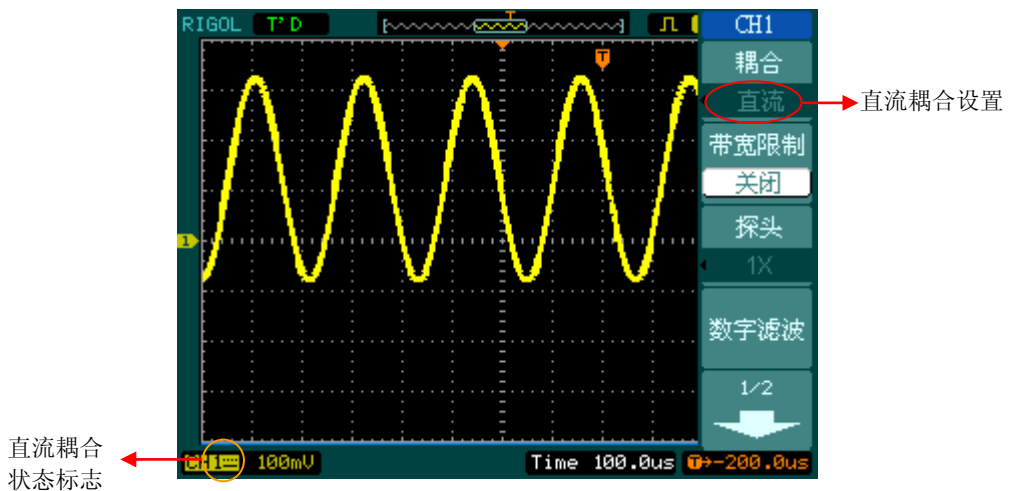 RIGOL T'D
T
CH1
耦合
直流
直流耦合设置
带宽限制
关闭
T
探头
1
1X
数字滤波
1/2
直流耦合
状态标志
CH1 100mV Time 100.0us T→-200.0us